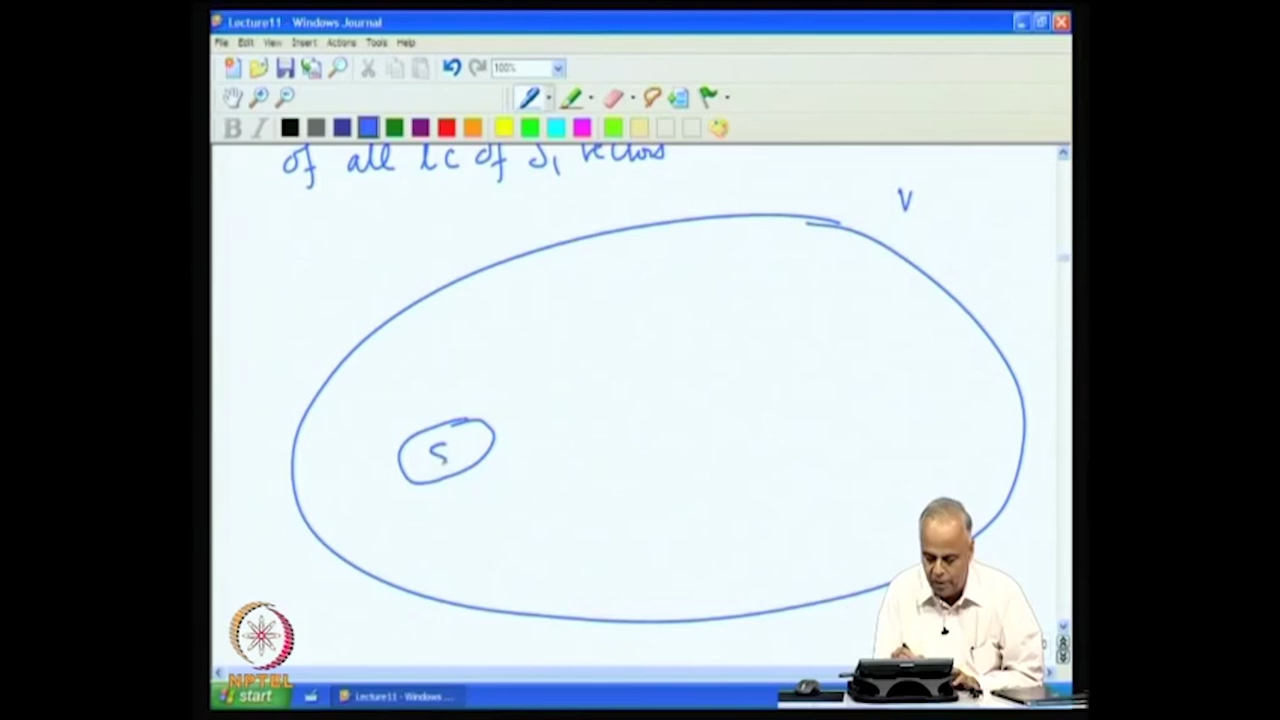 Lecture11 - Windows Journal
File Edit View Insert Actions Tools Help
100%
B I
of all lc of S1 vectors
V
S
NPTEL
start Lecture11 - Windows ...